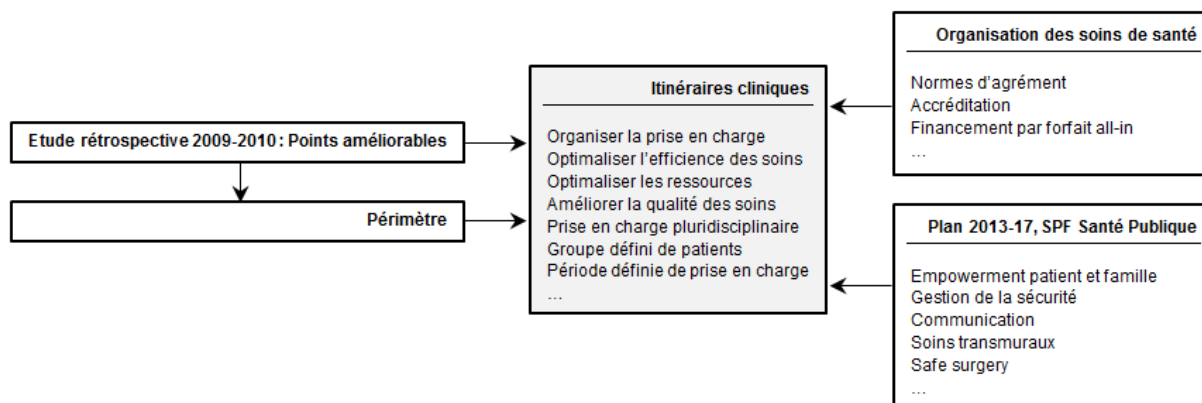 Etude rétrospective 2009-2010 : Points améliorables
Périmètre
Itinéraires cliniques
Organiser la prise en charge
Optimaliser l'efficience des soins
Optimaliser les ressources
Améliorer la qualité des soins
Prise en charge pluridisciplinaire
Groupe défini de patients
Période définie de prise en charge
...
Organisation des soins de santé
Normes d'agrément
Accréditation
Financement par forfait all-in
...
Plan 2013-17, SPF Santé Publique
Empowerment patient et famille
Gestion de la sécurité
Communication
Soins transmuraux
Safe surgery
...